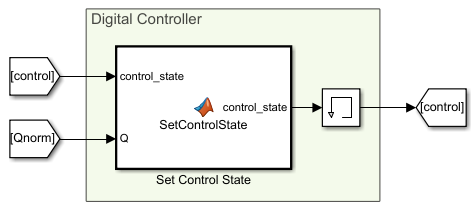 Digital Controller
[control]
control_state
control_state
SetControlState
[control]
[Qnorm]
Q
Set Control State